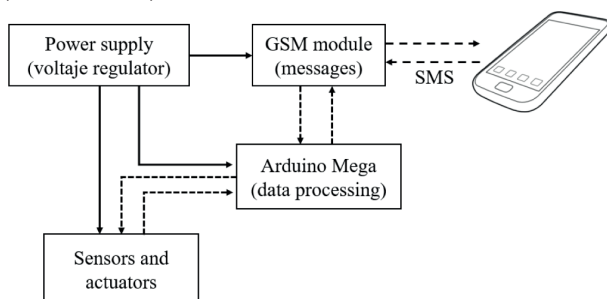 Power supply
(voltaje regulator)
GSM module
(messages)
SMS
Arduino Mega
(data processing)
Sensors and
actuators